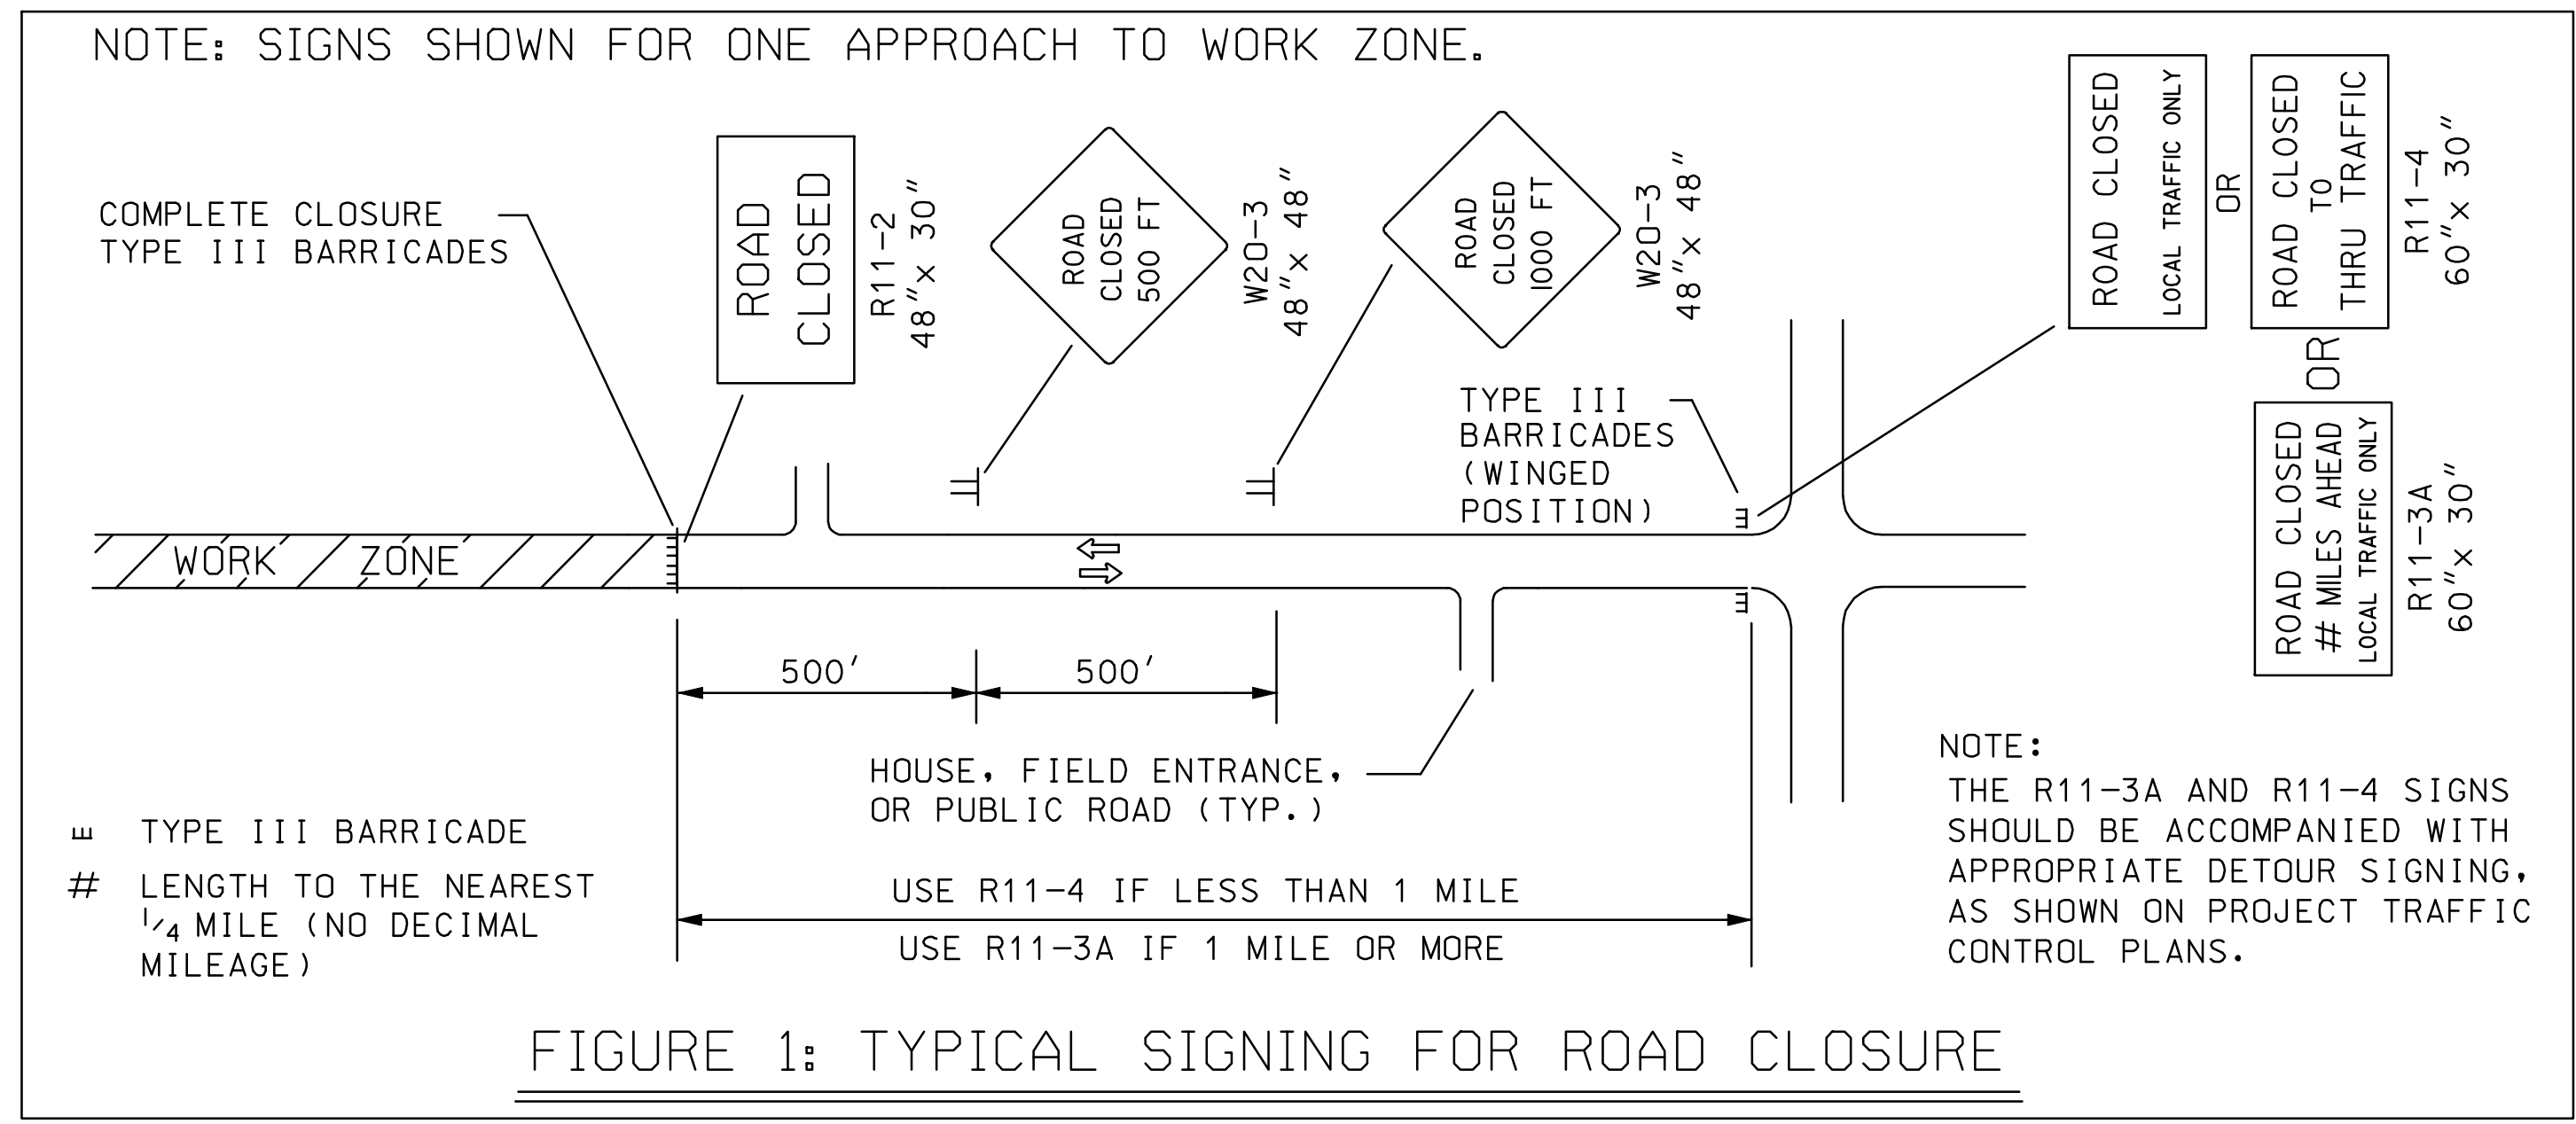 NOTE: SIGNS SHOWN FOR ONE APPROACH TO WORK ZONE.
COMPLETE CLOSURE
TYPE III BARRICADES
ROAD
CLOSED
R11-2
48"x 30"
ROAD
CLOSED
500 FT
W20-3
48"x 48"
ROAD
CLOSED
1000 FT
W20-3
48"x 48"
ROAD CLOSED
LOCAL TRAFFIC ONLY
OR
ROAD CLOSED
TO
THRU TRAFFIC
R11-4
60"x 30"
OR
ROAD CLOSED
# MILES AHEAD
LOCAL TRAFFIC ONLY
R11-3A
60"x 30"
TYPE III
BARRICADES
(WINGED
POSITION)
WORK ZONE
500'
500'
HOUSE, FIELD ENTRANCE,
OR PUBLIC ROAD (TYP.)
USE R11-4 IF LESS THAN 1 MILE
USE R11-3A IF 1 MILE OR MORE
TYPE III BARRICADE
# LENGTH TO THE NEAREST
1/4 MILE (NO DECIMAL
MILEAGE)
NOTE:
THE R11-3A AND R11-4 SIGNS
SHOULD BE ACCOMPANIED WITH
APPROPRIATE DETOUR SIGNING,
AS SHOWN ON PROJECT TRAFFIC
CONTROL PLANS.
FIGURE 1: TYPICAL SIGNING FOR ROAD CLOSURE